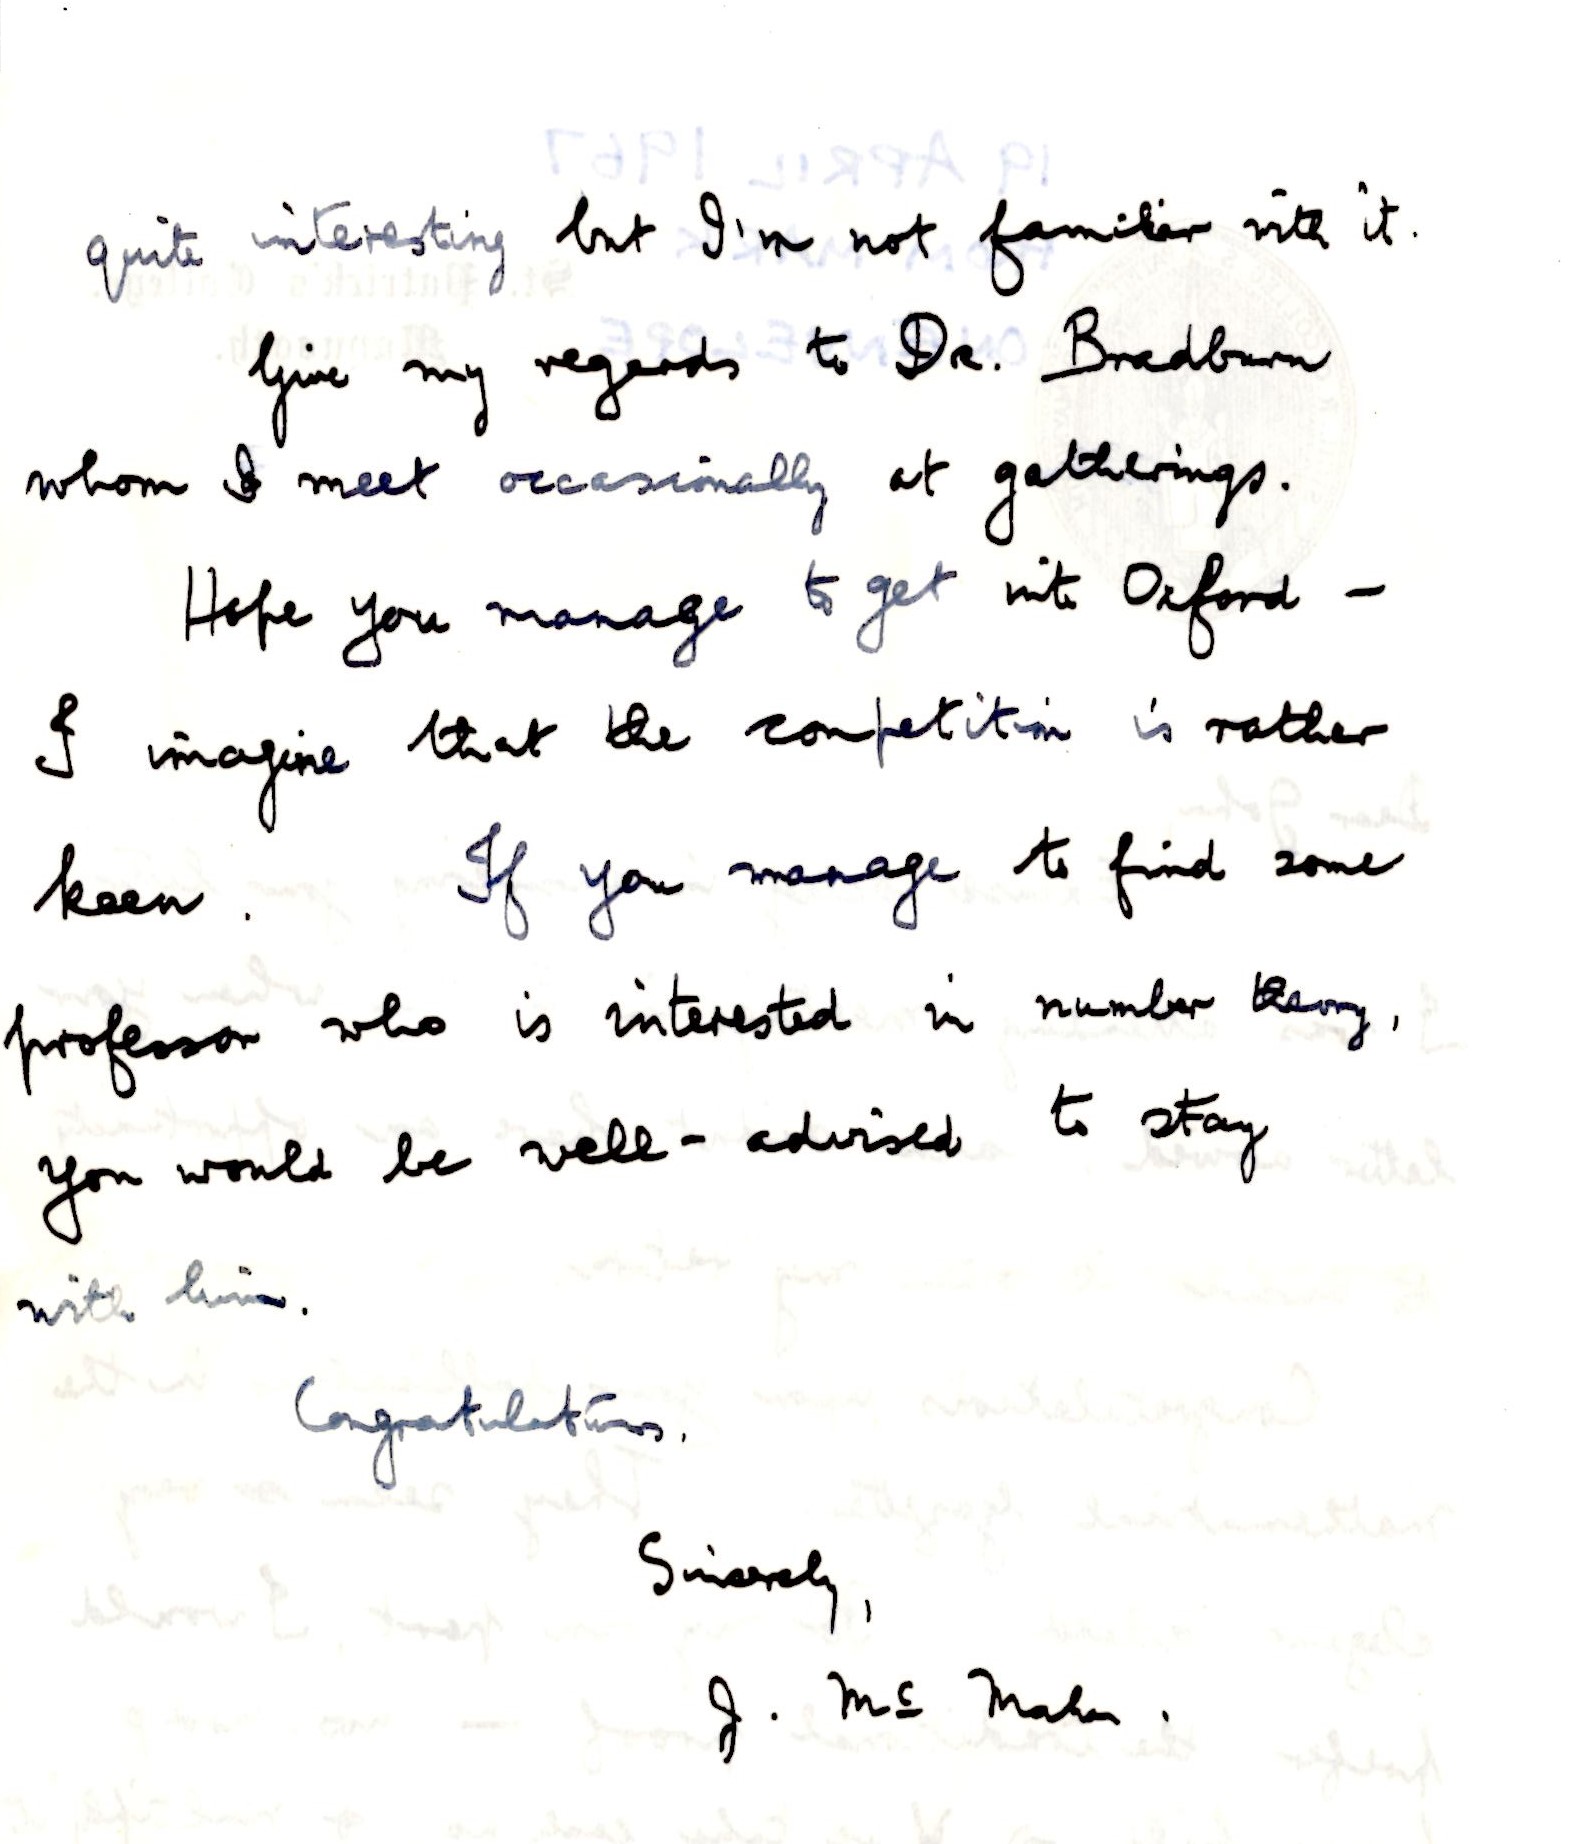 quite interesting but I'm not familiar with it.
Give my regards to Dr. Bradburn
whom I meet occasionally at gatherings.
Hope you manage to get into Oxford —
I imagine that the competition is rather
keen. If you manage to find some
professor who is interested in number theory,
you would be well-advised to stay
with him.
Congratulations.
Sincerely,
J. Mc Mahon.